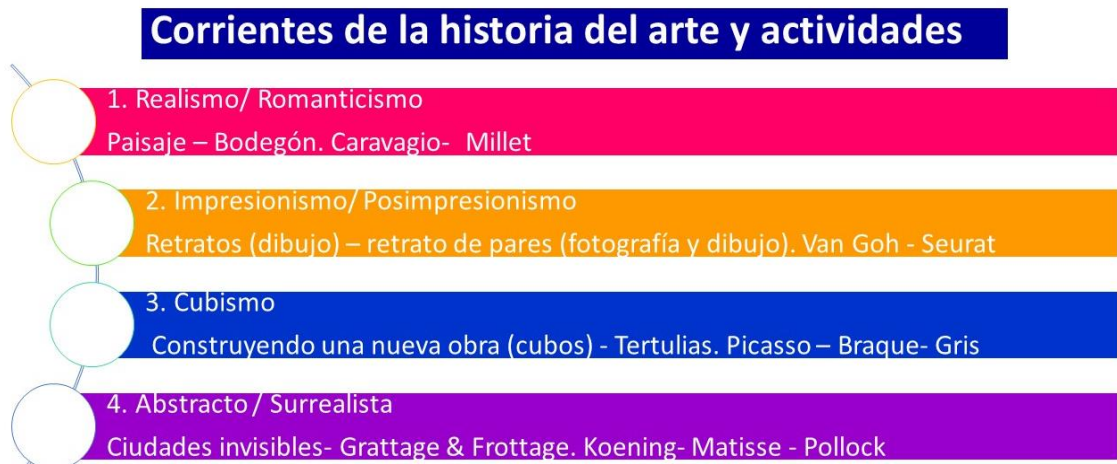 Corrientes de la historia del arte y actividades
1. Realismo/ Romanticismo
Paisaje – Bodegón. Caravagio- Millet
2. Impresionismo/ Posimpresionismo
Retratos (dibujo) – retrato de pares (fotografía y dibujo). Van Goh - Seurat
3. Cubismo
Construyendo una nueva obra (cubos) - Tertulias. Picasso – Braque- Gris
4. Abstracto / Surrealista
Ciudades invisibles- Grattage & Frottage. Koening- Matisse - Pollock